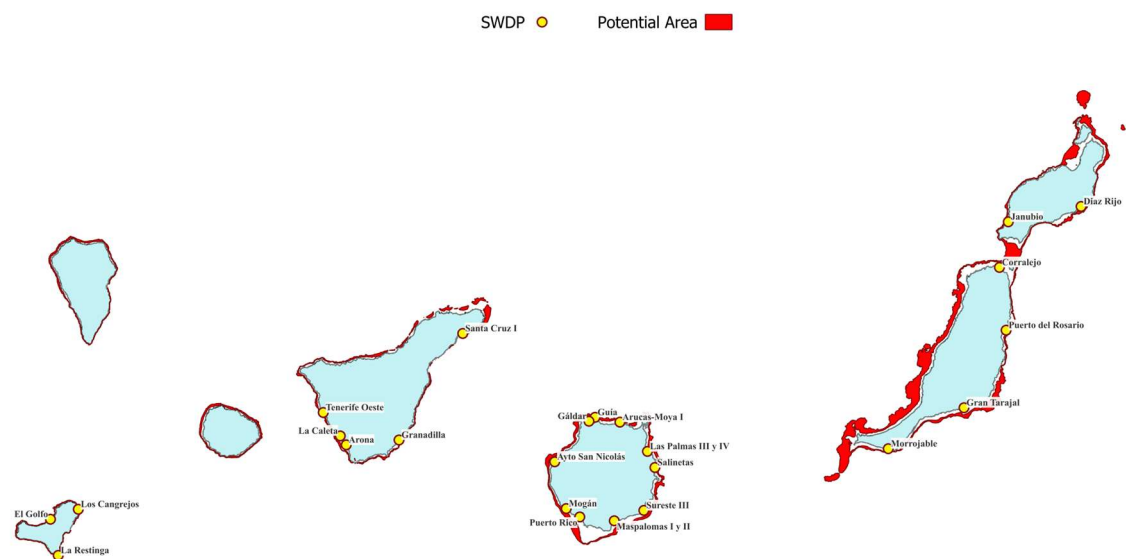 SWDP
Potential Area
Díaz Rijo
Janubio
Corralejo
Puerto del Rosario
Gran Tarajal
Morrojable
Santa Cruz I
Tenerife Oeste
La Caleta
Arona
Granadilla
Guía
Gáldar
Arucas-Moya I
Las Palmas III y IV
Ayto San Nicolás
Salinetas
Mogán
Sureste III
Puerto Rico
Maspalomas I y II
Los Cangrejos
El Golfo
La Restinga